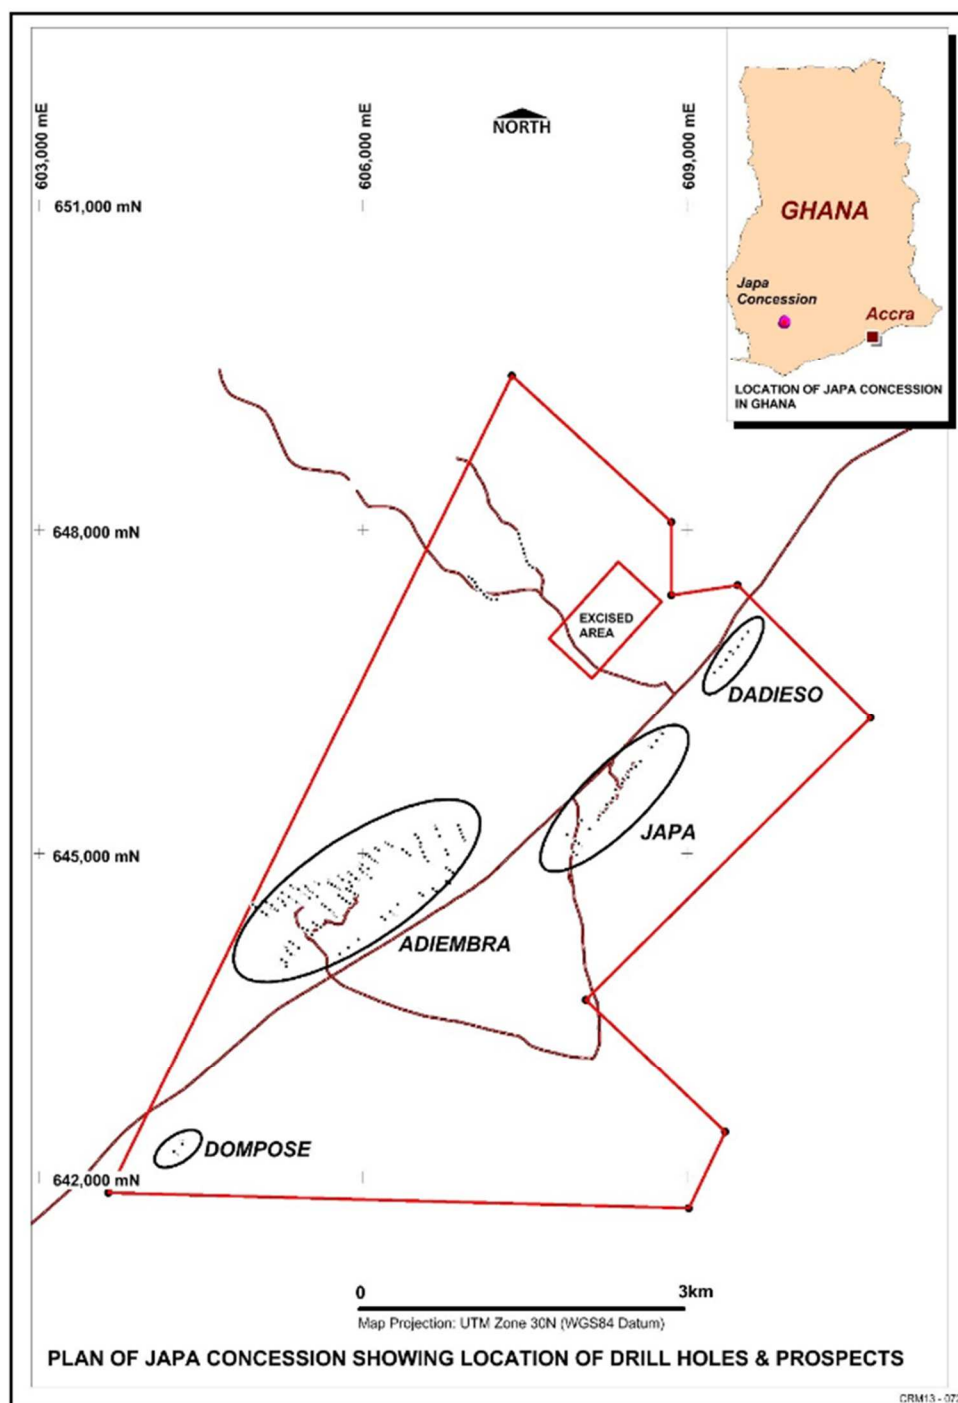 603,000 mE
606,000 mE
609,000 mE
NORTH
651,000 mN
GHANA
Japa
Concession
Accra
LOCATION OF JAPA CONCESSION
IN GHANA
648,000 mN
EXCISED
AREA
DADIESO
JAPA
645,000 mN
ADIEMBRA
DOMPOSE
642,000 mN
0 3km
Map Projection: UTM Zone 30N (WGS84 Datum)
PLAN OF JAPA CONCESSION SHOWING LOCATION OF DRILL HOLES & PROSPECTS